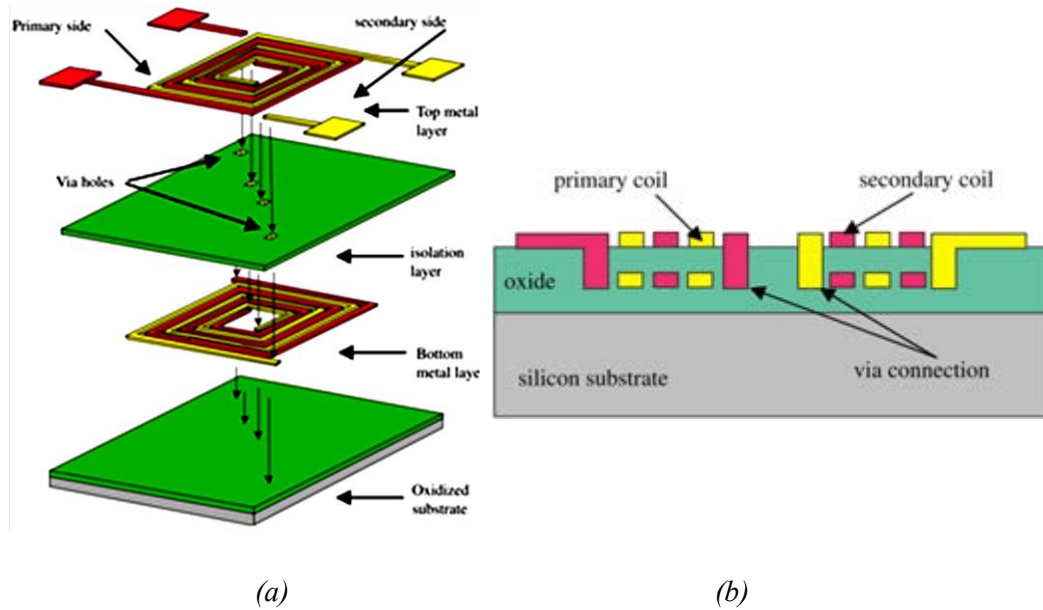 Primary side
secondary side
Top metal
layer
Via holes
isolation
layer
Bottom
metal laye
Oxidized
substrate
primary coil
secondary coil
oxide
silicon substrate
via connection
(a)
(b)